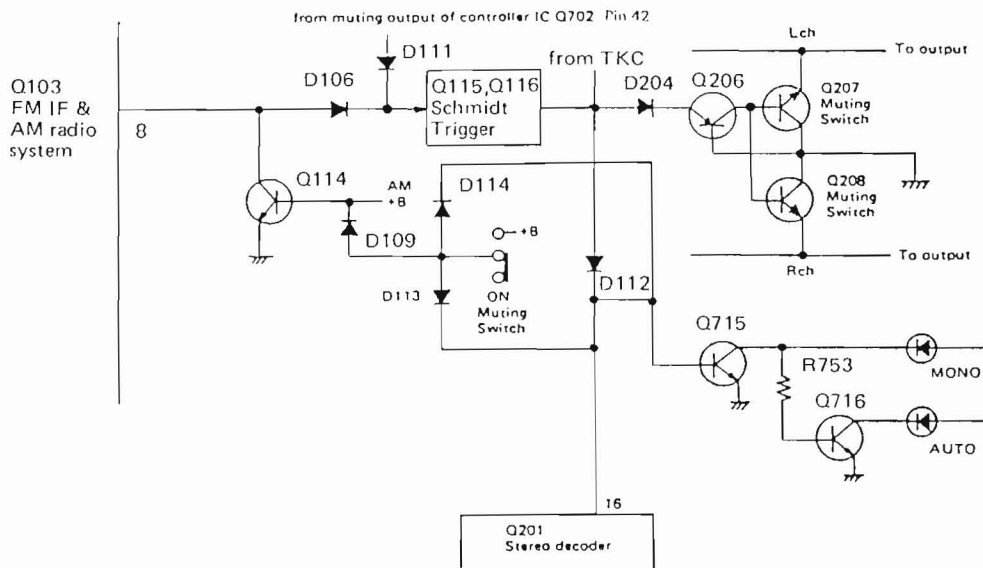 from muting output of controller IC Q702 Pin 42
Lch
D111
from TKC
To output
Q103
FM IF &
AM radio
system
8
D106
Q115,Q116
Schmidt
Trigger
D204
Q206
Q207
Muting
Switch
Q114
AM
+B
D114
Q208
Muting
Switch
D109
+B
To output
D113
ON
Muting
Switch
D112
Rch
Q715
R753
MONO
Q716
AUTO
16
Q201
Stereo decoder